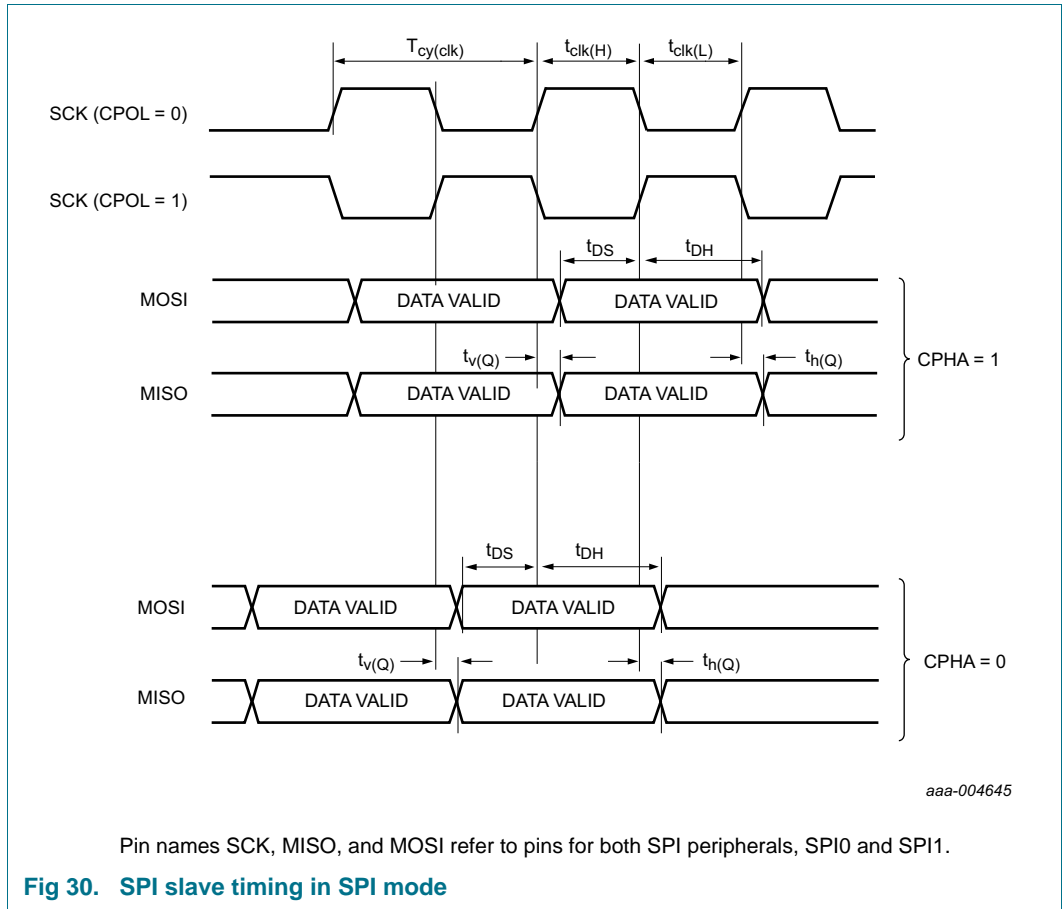 Tcy(clk) tclk(H) tclk(L)
SCK (CPOL = 0)
SCK (CPOL = 1)
tDS tDH
MOSI DATA VALID DATA VALID
tv(Q) th(Q) CPHA = 1
MISO DATA VALID DATA VALID
tDS tDH
MOSI DATA VALID DATA VALID
tv(Q) th(Q) CPHA = 0
MISO DATA VALID DATA VALID
aaa-004645
Pin names SCK, MISO, and MOSI refer to pins for both SPI peripherals, SPI0 and SPI1.
Fig 30. SPI slave timing in SPI mode